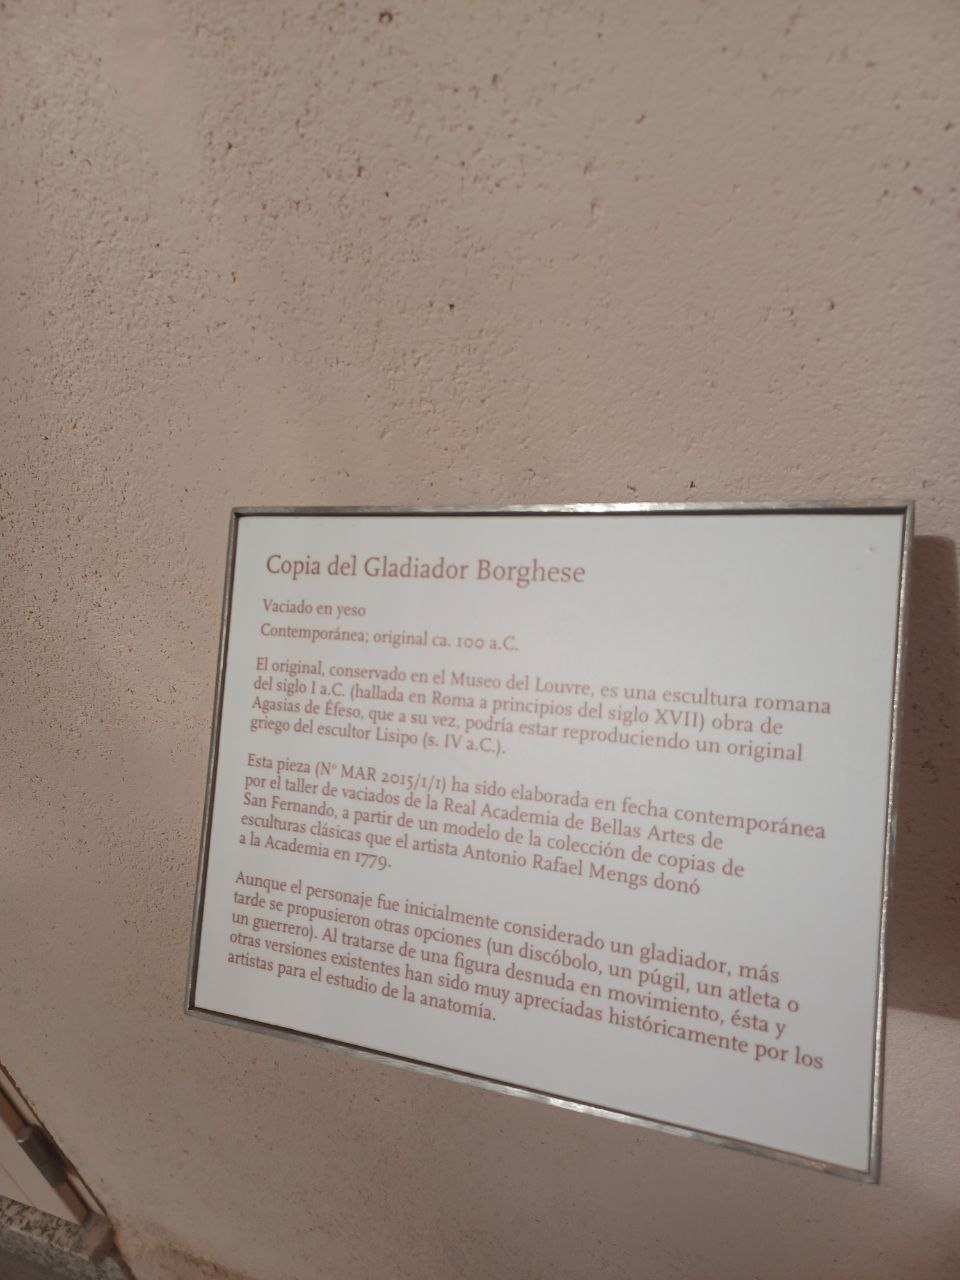 Copia del Gladiador Borghese
Vaciado en yeso
Contemporánea; original ca. 100 a.C.
El original, conservado en el Museo del Louvre, es una escultura romana
del siglo I a.C. (hallada en Roma a principios del siglo XVII) obra de
Agasias de Éfeso, que a su vez, podría estar reproduciendo un original
griego del escultor Lisipo (s. IV a.C.).
Esta pieza (Nº MAR 2015/1/1) ha sido elaborada en fecha contemporánea
por el taller de vaciados de la Real Academia de Bellas Artes de
San Fernando, a partir de un modelo de la colección de copias de
esculturas clásicas que el artista Antonio Rafael Mengs donó
a la Academia en 1779.
Aunque el personaje fue inicialmente considerado un gladiador, más
tarde se propusieron otras opciones (un discóbolo, un púgil, un atleta o
un guerrero). Al tratarse de una figura desnuda en movimiento, ésta y
otras versiones existentes han sido muy apreciadas históricamente por los
artistas para el estudio de la anatomía.